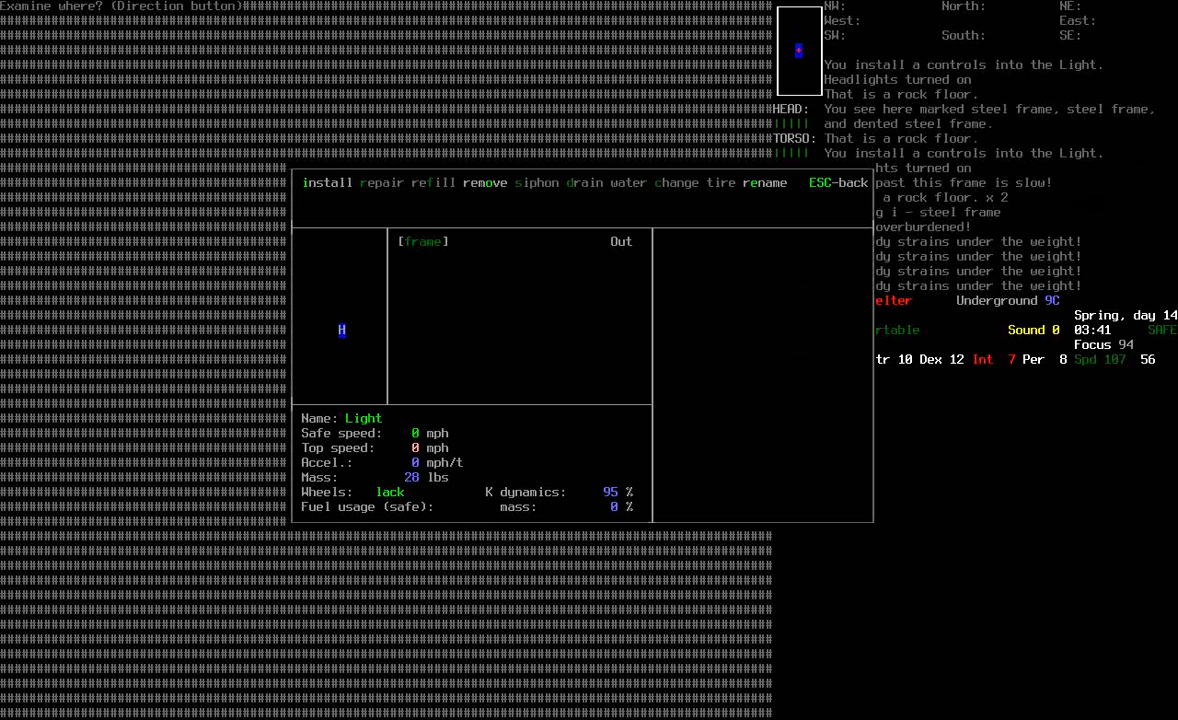 Examine where? (Direction button)
NW: North: NE:
West: East:
SW: South: SE:
You install a controls into the Light.
Headlights turned on
That is a rock floor.
HEAD: You see here marked steel frame, steel frame,
||||| and dented steel frame.
TORSO: That is a rock floor.
||||| You install a controls into the Light.
hts turned on
install repair refill remove siphon drain water change tire rename ESC-back
past this frame is slow!
a rock floor. x 2
g i - steel frame
overburdened!
[frame] Out
dy strains under the weight!
dy strains under the weight!
dy strains under the weight!
dy strains under the weight!
elter Underground 9C
Spring, day 14
H
rtable Sound 0 03:41 SAFE
Focus 94
tr 10 Dex 12 Int 7 Per 8 Spd 107 56
Name: Light
Safe speed: 0 mph
Top speed: 0 mph
Accel.: 0 mph/t
Mass: 28 lbs
Wheels: lack K dynamics: 95 %
Fuel usage (safe): mass: 0 %